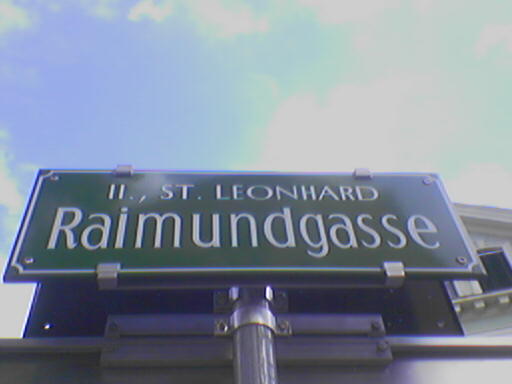 II., ST. LEONHARD
Raimundgasse